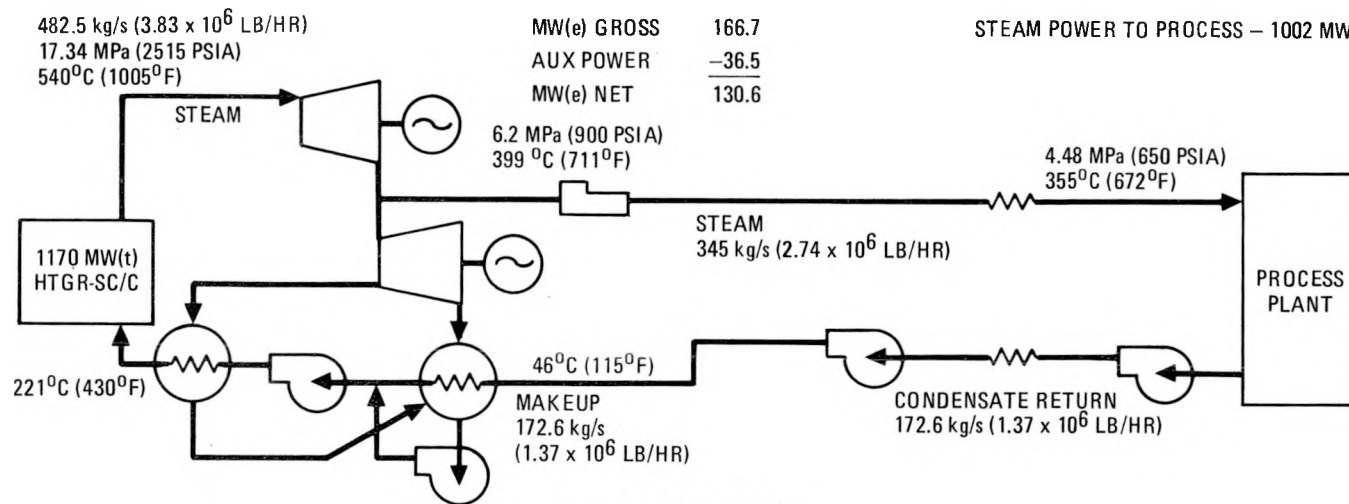 482.5 kg/s (3.83 x 10⁶ LB/HR)
17.34 MPa (2515 PSIA)
540⁰C (1005⁰F)
STEAM
MW(e) GROSS 166.7
AUX POWER –36.5
MW(e) NET 130.6
STEAM POWER TO PROCESS – 1002 MW
6.2 MPa (900 PSIA)
399 ⁰C (711⁰F)
4.48 MPa (650 PSIA)
355⁰C (672⁰F)
STEAM
345 kg/s (2.74 x 10⁶ LB/HR)
1170 MW(t)
HTGR-SC/C
PROCESS
PLANT
221⁰C (430⁰F)
46⁰C (115⁰F)
MAKEUP
172.6 kg/s
(1.37 x 10⁶ LB/HR)
CONDENSATE RETURN
172.6 kg/s (1.37 x 10⁶ LB/HR)